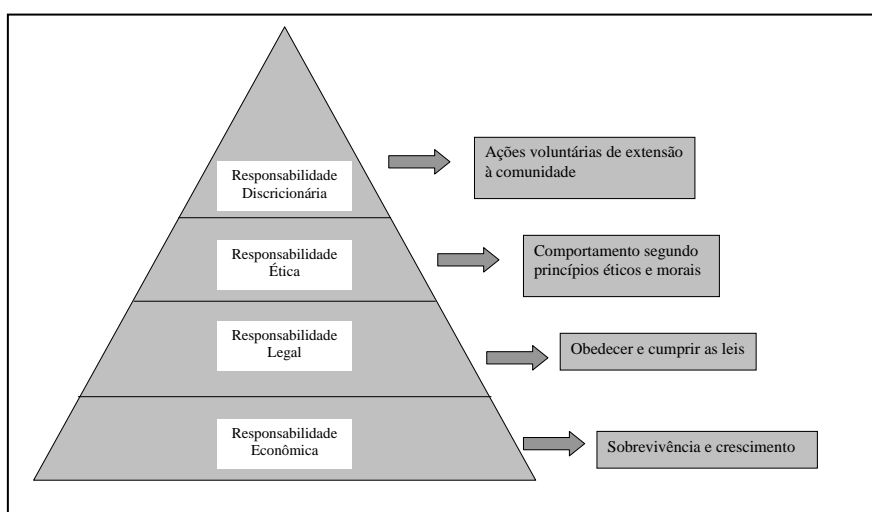 Responsabilidade
Discricionária
Ações voluntárias de extensão
à comunidade
Responsabilidade
Ética
Comportamento segundo
princípios éticos e morais
Responsabilidade
Legal
Obedecer e cumprir as leis
Responsabilidade
Econômica
Sobrevivência e crescimento